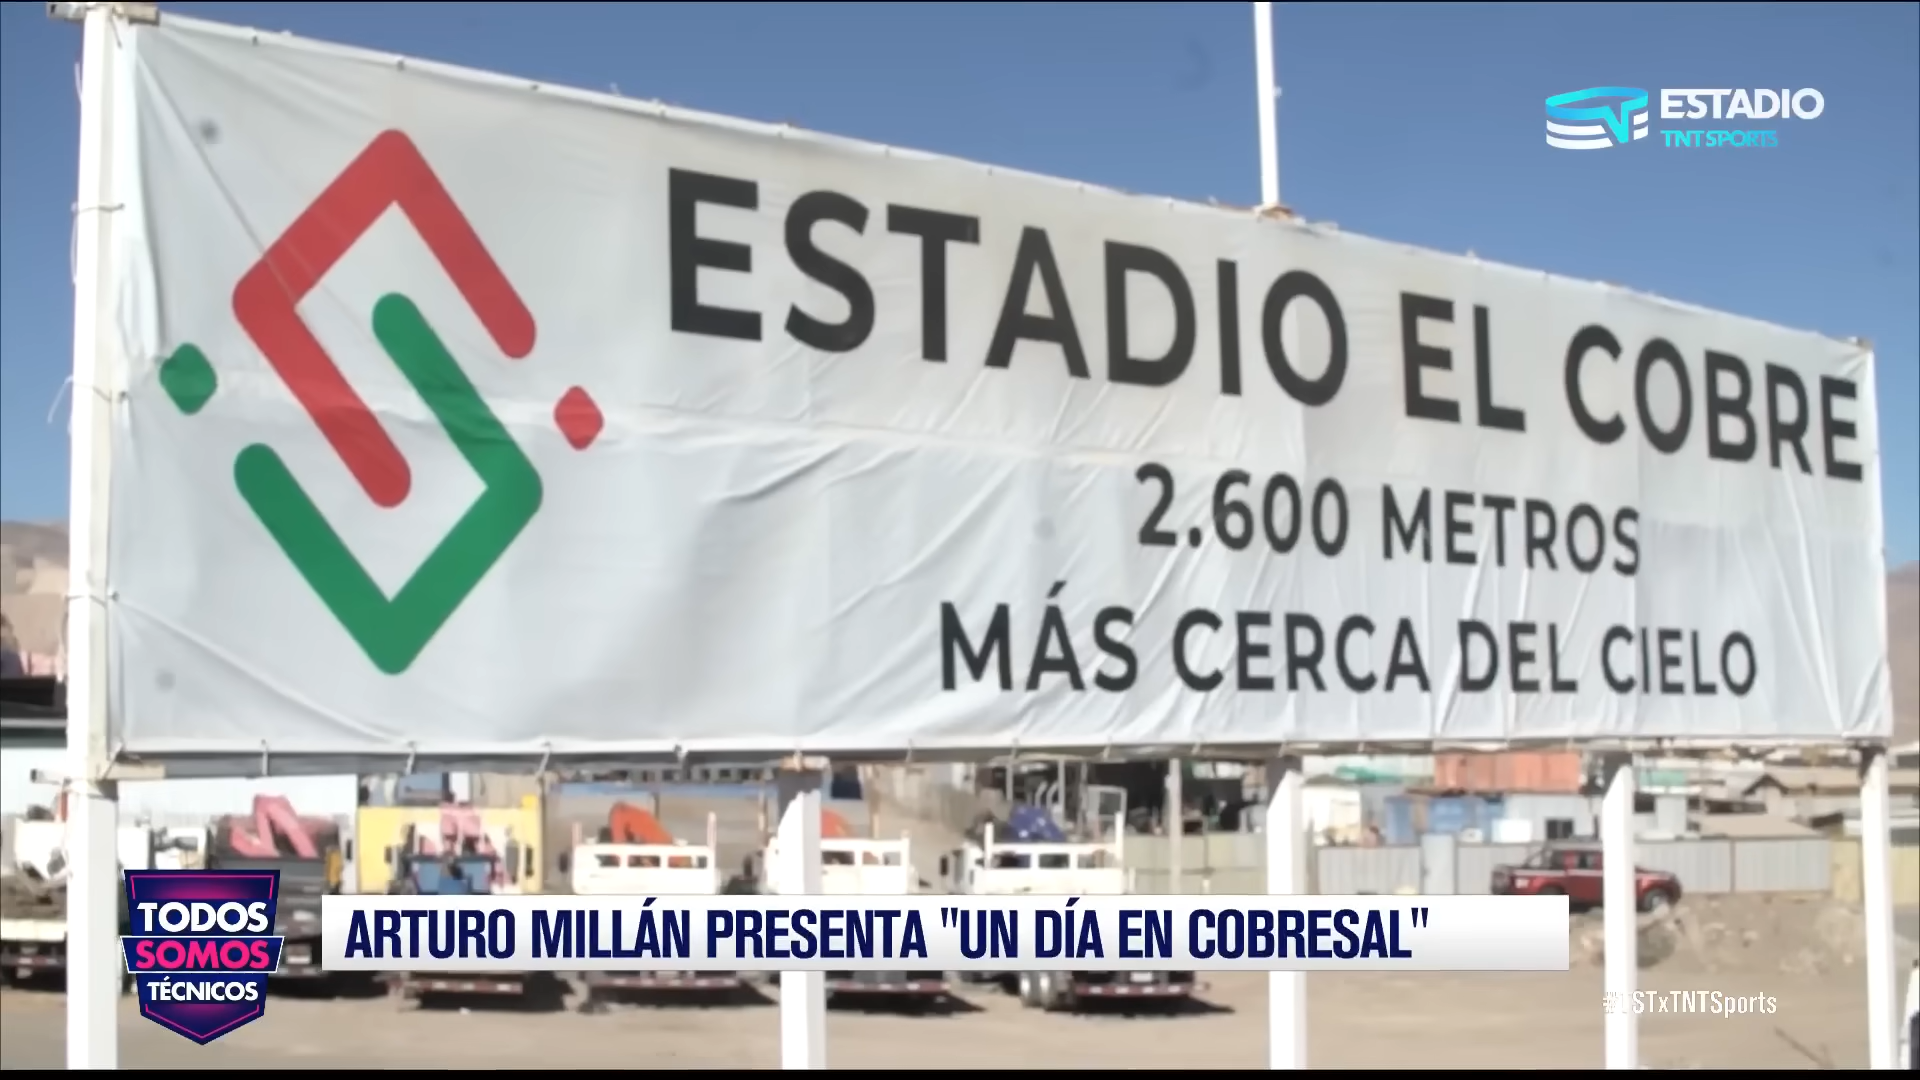 ESTADIO
TNT SPORTS
ESTADIO EL COBRE
2.600 METROS
MÁS CERCA DEL CIELO
TODOS
SOMOS
TÉCNICOS
ARTURO MILLÁN PRESENTA "UN DÍA EN COBRESAL"
#TSTxTNTSports